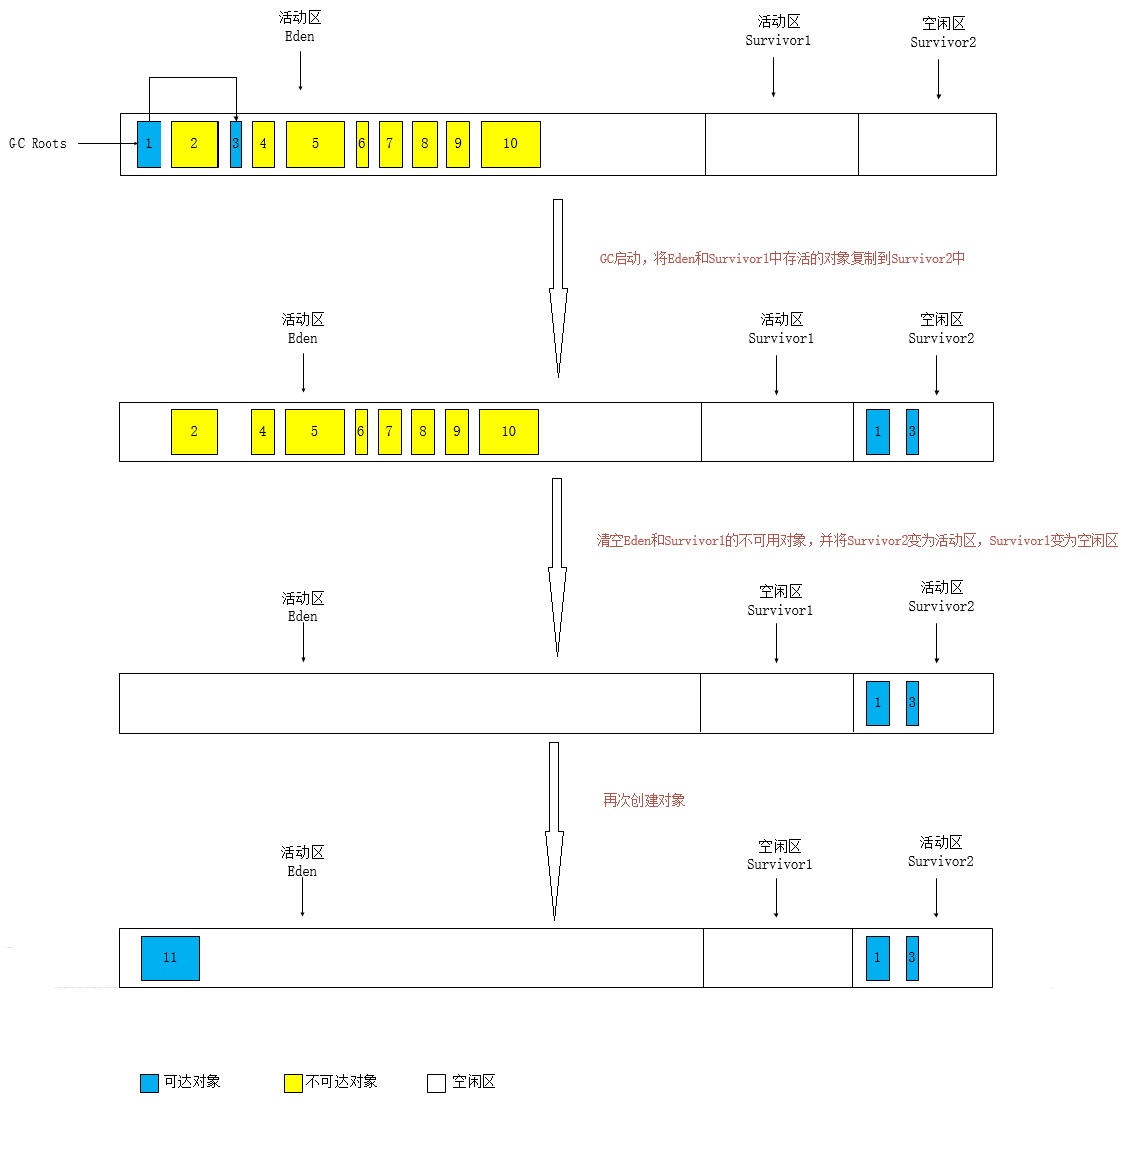 活动区
Eden
活动区
Survivor1
空闲区
Survivor2
GC Roots
1
2
3
4
5
6
7
8
9
10
GC启动，将Eden和Survivor1中存活的对象复制到Survivor2中
活动区
Eden
活动区
Survivor1
空闲区
Survivor2
2
4
5
6
7
8
9
10
1
3
清空Eden和Survivor1的不可用对象，并将Survivor2变为活动区，Survivor1变为空闲区
活动区
Eden
空闲区
Survivor1
活动区
Survivor2
1
3
再次创建对象
活动区
Eden
空闲区
Survivor1
活动区
Survivor2
11
1
3
可达对象
不可达对象
空闲区